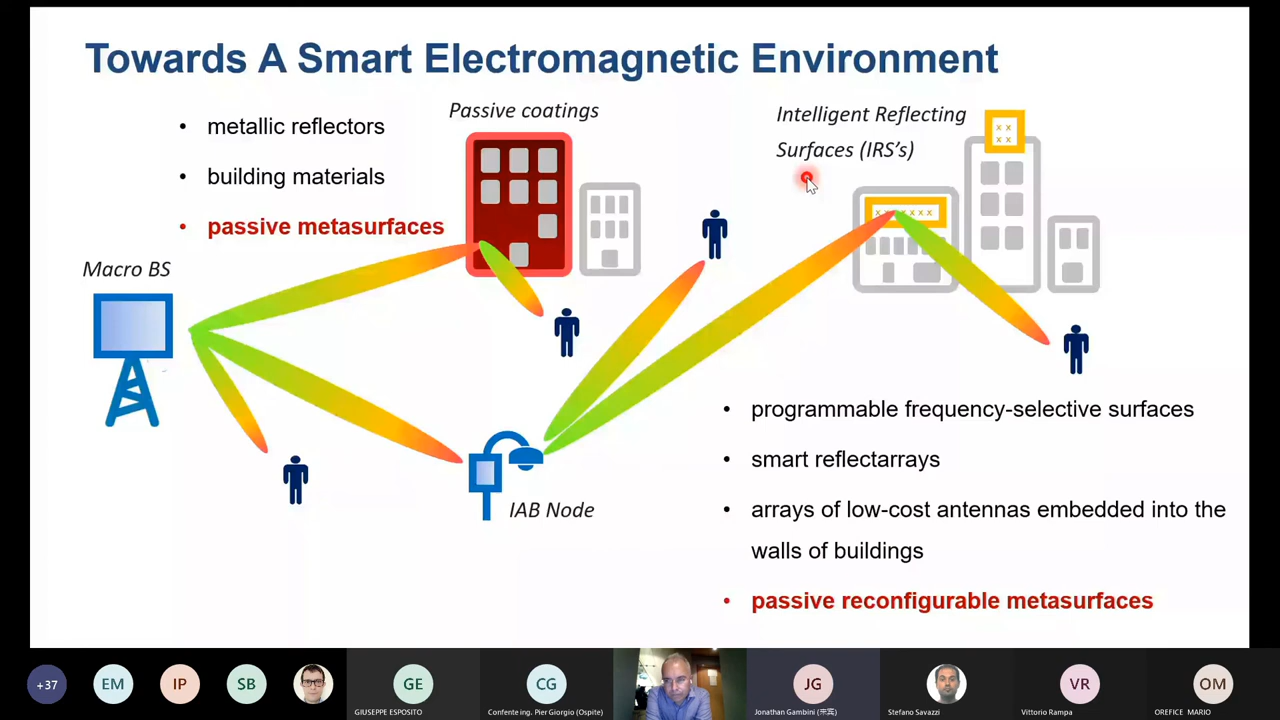 Towards A Smart Electromagnetic Environment
• metallic reflectors
• building materials
• passive metasurfaces
Passive coatings
Intelligent Reflecting
Surfaces (IRS's)
x x
x x
Macro BS
IAB Node
• programmable frequency-selective surfaces
• smart reflectarrays
• arrays of low-cost antennas embedded into the
walls of buildings
• passive reconfigurable metasurfaces
+37
EM
IP
SB
GE
GIUSEPPE ESPOSITO
CG
Confente ing. Pier Giorgio (Ospite)
JG
Jonathan Gambini (来宾)
Stefano Savazzi
VR
Vittorio Rampa
OM
OREFICE MARIO